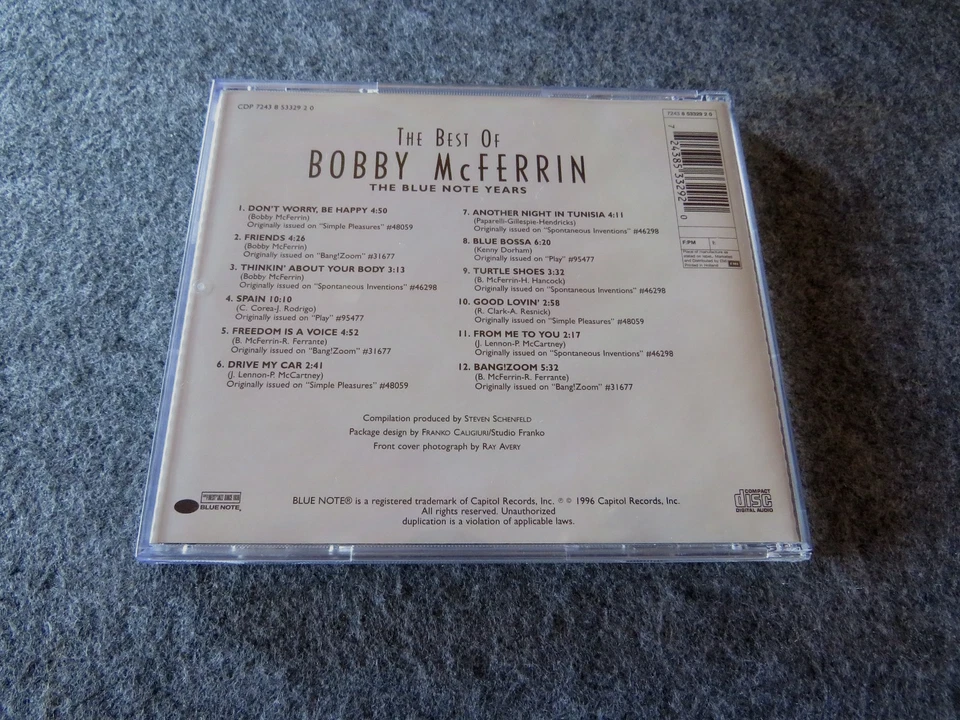 CDP 7243 8 53329 2 0
THE BEST OF
BOBBY McFERRIN
THE BLUE NOTE YEARS
1. DON'T WORRY, BE HAPPY 4:50
(Bobby McFerrin)
Originally issued on "Simple Pleasures" #48059
2. FRIENDS 4:26
(Bobby McFerrin)
Originally issued on "Bang!Zoom" #31677
3. THINKIN' ABOUT YOUR BODY 3:13
(Bobby McFerrin)
Originally issued on "Spontaneous Inventions" #46298
4. SPAIN 10:10
(C. Corea-J. Rodrigo)
Originally issued on "Play" #95477
5. FREEDOM IS A VOICE 4:52
(B. McFerrin-R. Ferrante)
Originally issued on "Bang!Zoom" #31677
6. DRIVE MY CAR 2:41
(J. Lennon-P. McCartney)
Originally issued on "Simple Pleasures" #48059
7. ANOTHER NIGHT IN TUNISIA 4:11
(Paparelli-Gillespie-Hendricks)
Originally issued on "Spontaneous Inventions" #46298
8. BLUE BOSSA 6:20
(Kenny Dorham)
Originally issued on "Play" #95477
9. TURTLE SHOES 3:32
(B. McFerrin-H. Hancock)
Originally issued on "Spontaneous Inventions" #46298
10. GOOD LOVIN' 2:58
(R. Clark-A. Resnick)
Originally issued on "Simple Pleasures" #48059
11. FROM ME TO YOU 2:17
(J. Lennon-P. McCartney)
Originally issued on "Spontaneous Inventions" #46298
12. BANG!ZOOM 5:32
(B. McFerrin-R. Ferrante)
Originally issued on "Bang!Zoom" #31677
Compilation produced by STEVEN SCHENFELD
Package design by FRANKO CALIGIURI/Studio Franko
Front cover photograph by RAY AVERY
BLUE NOTE® is a registered trademark of Capitol Records, Inc. ℗ © 1996 Capitol Records, Inc.
All rights reserved. Unauthorized
duplication is a violation of applicable laws.
BLUE NOTE
COMPACT
disc
DIGITAL AUDIO
7243 8 53329 2 0
7 24385 33292 0
F:PM